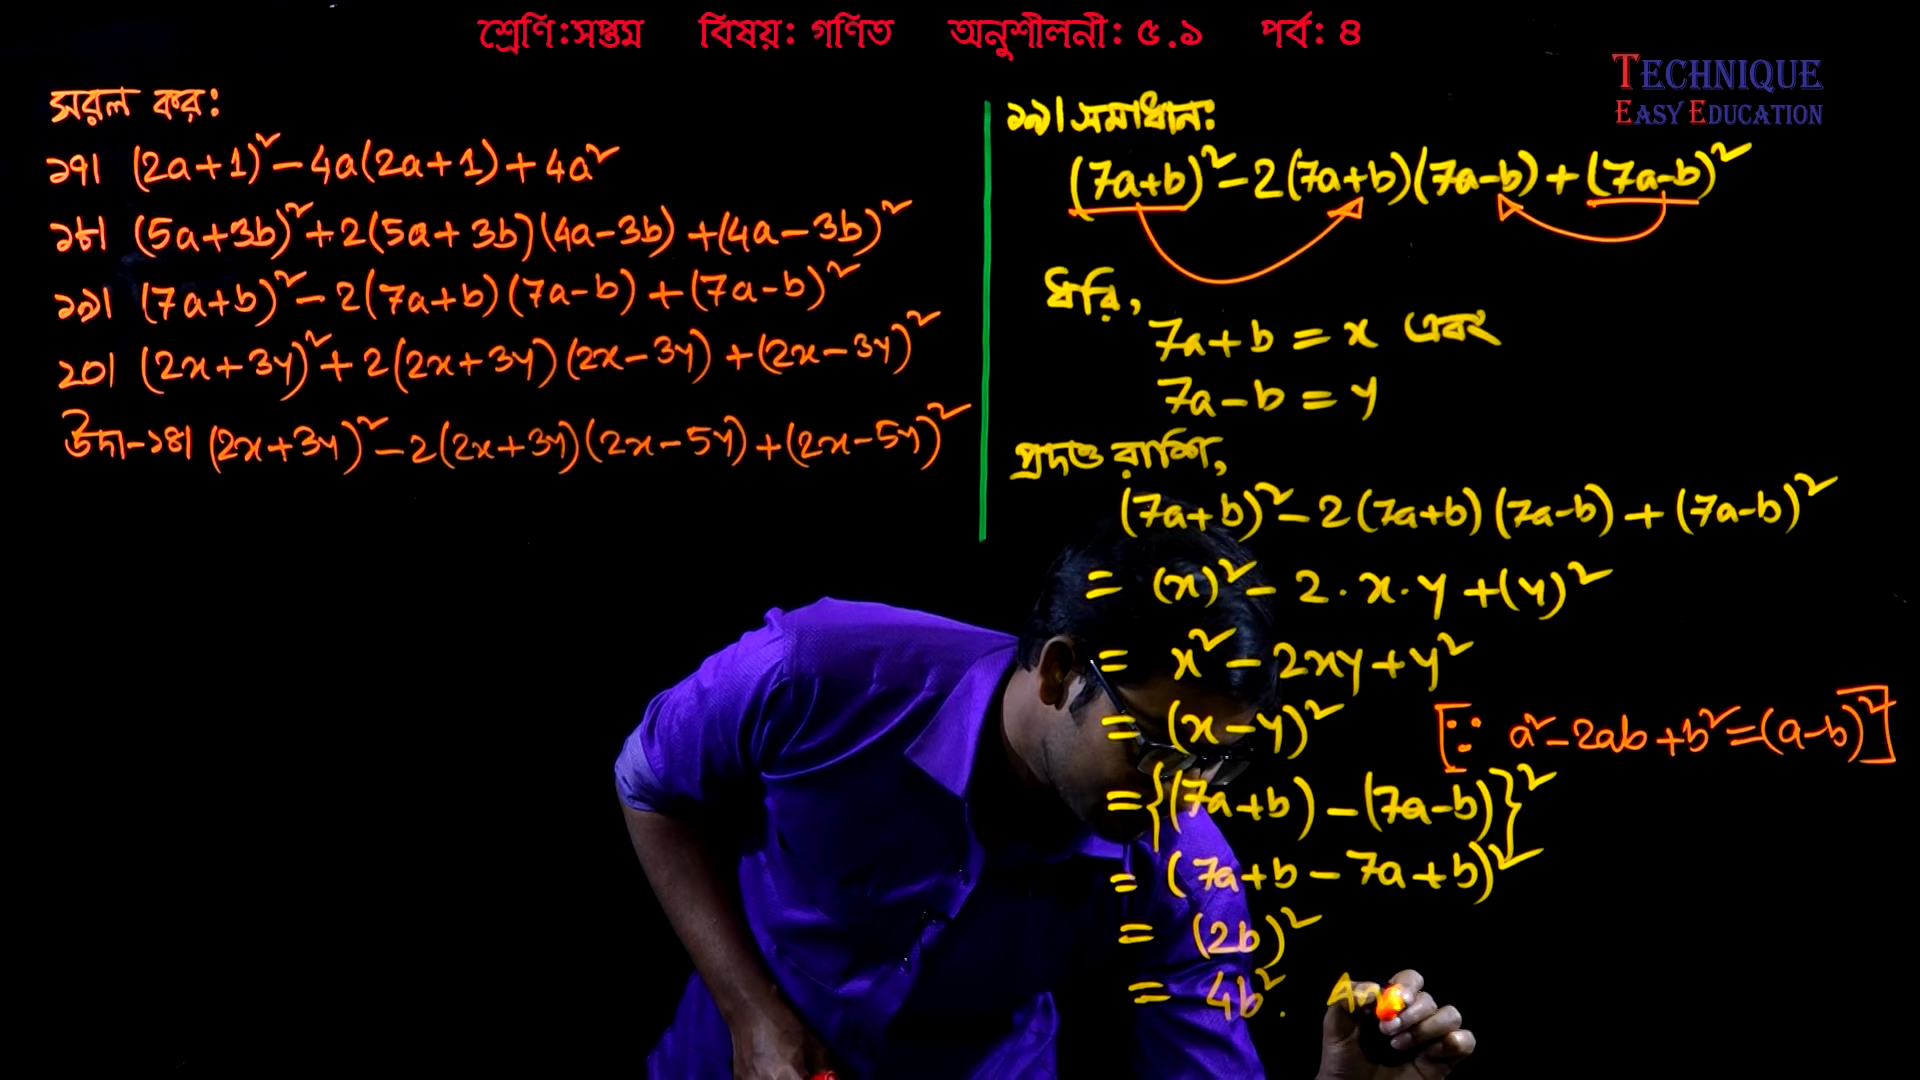 শ্রেণি:সপ্তম বিষয়: গণিত অনুশীলনী: ৫.১ পর্ব: ৪
TECHNIQUE
EASY EDUCATION
সরল কর:
১৭। (2a+1)² – 4a(2a+1) + 4a²
১৮। (5a+3b)² + 2(5a+3b)(4a–3b) + (4a–3b)²
১৯। (7a+b)² – 2(7a+b)(7a–b) + (7a–b)²
২০। (2x+3y)² + 2(2x+3y)(2x–3y) + (2x–3y)²
উদা–১৪। (2x+3y)² – 2(2x+3y)(2x–5y) + (2x–5y)²
১৯। সমাধান:
(7a+b)² – 2(7a+b)(7a–b) + (7a–b)²
ধরি,
7a+b = x এবং
7a–b = y
প্রদত্ত রাশি,
(7a+b)² – 2(7a+b)(7a–b) + (7a–b)²
= (x)² – 2·x·y + (y)²
= x² – 2xy + y²
= (x–y)² [∵ a²–2ab+b²=(a–b)²]
= {(7a+b) – (7a–b)}²
= (7a+b – 7a+b)²
= (2b)²
= 4b². An